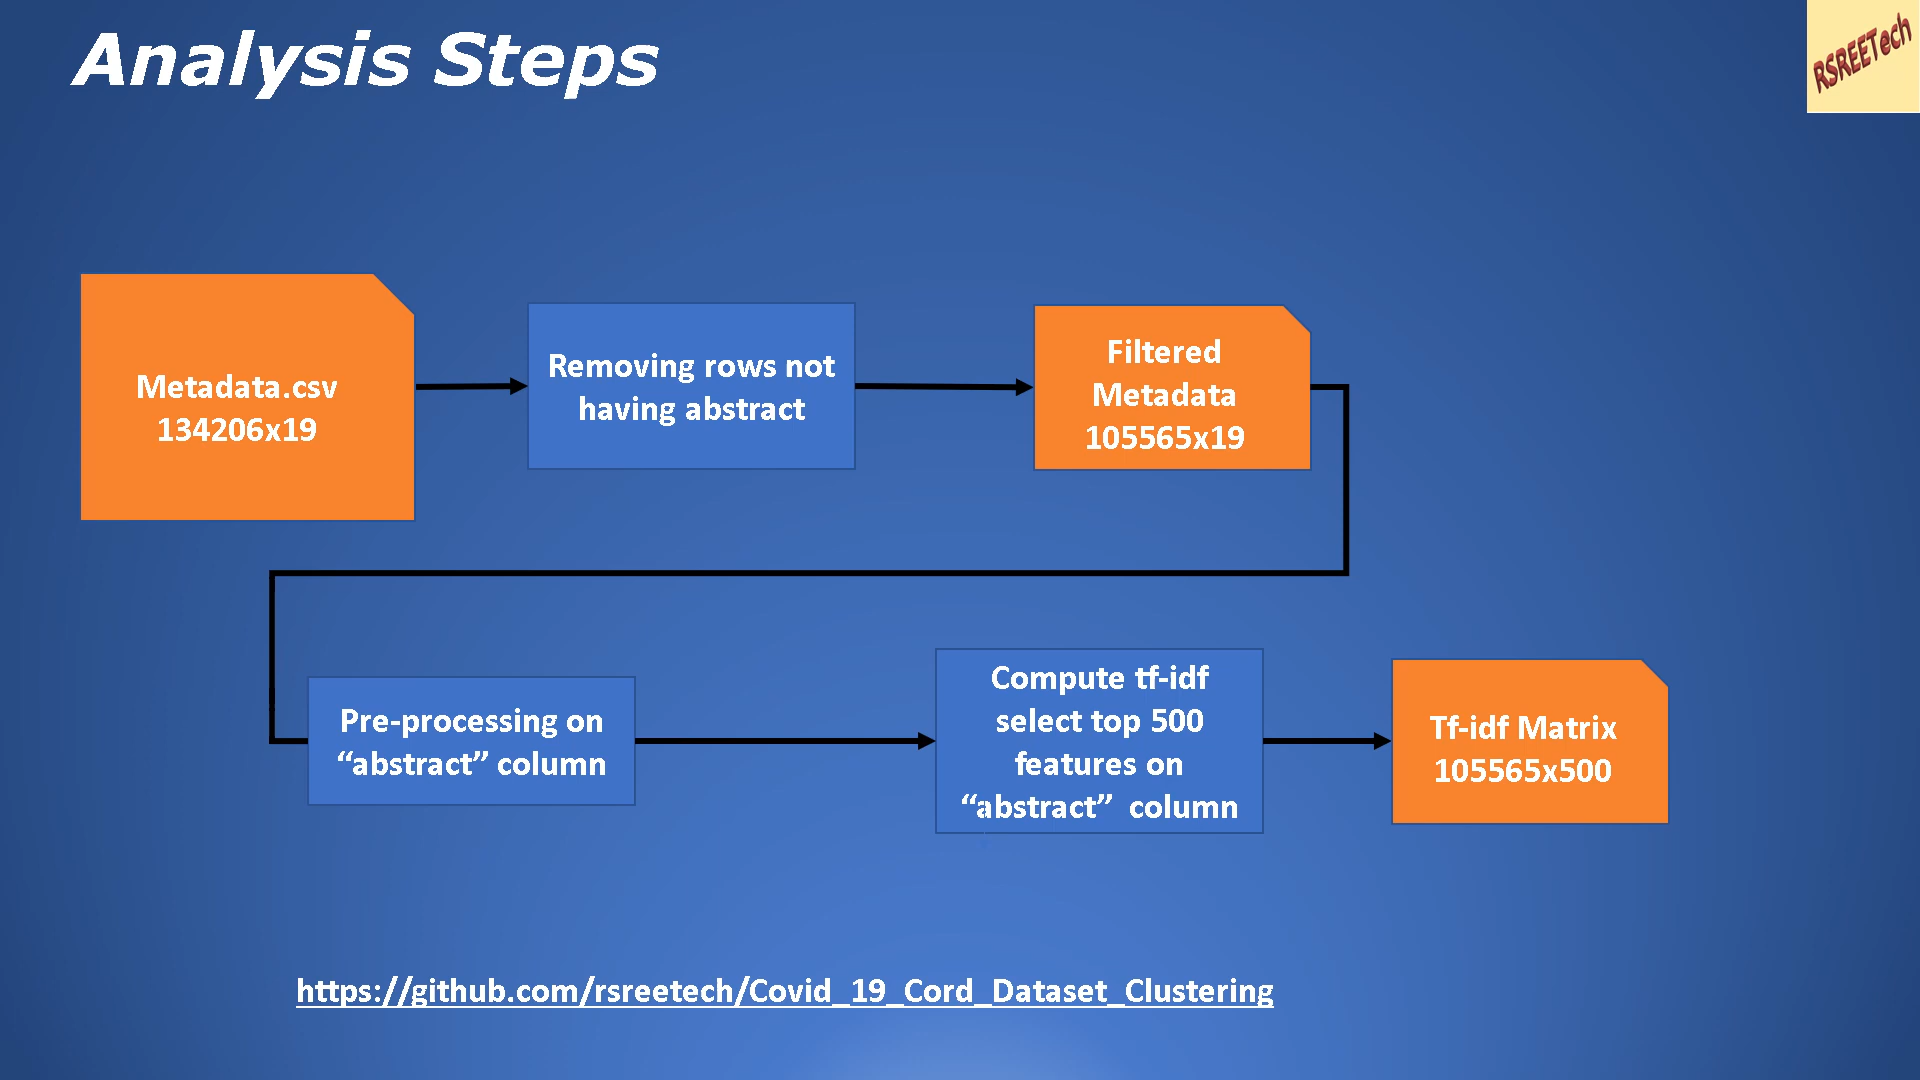 Analysis Steps
RSREETech
Metadata.csv
134206x19
Removing rows not
having abstract
Filtered
Metadata
105565x19
Pre-processing on
“abstract” column
Compute tf-idf
select top 500
features on
“abstract” column
Tf-idf Matrix
105565x500
https://github.com/rsreetech/Covid_19_Cord_Dataset_Clustering